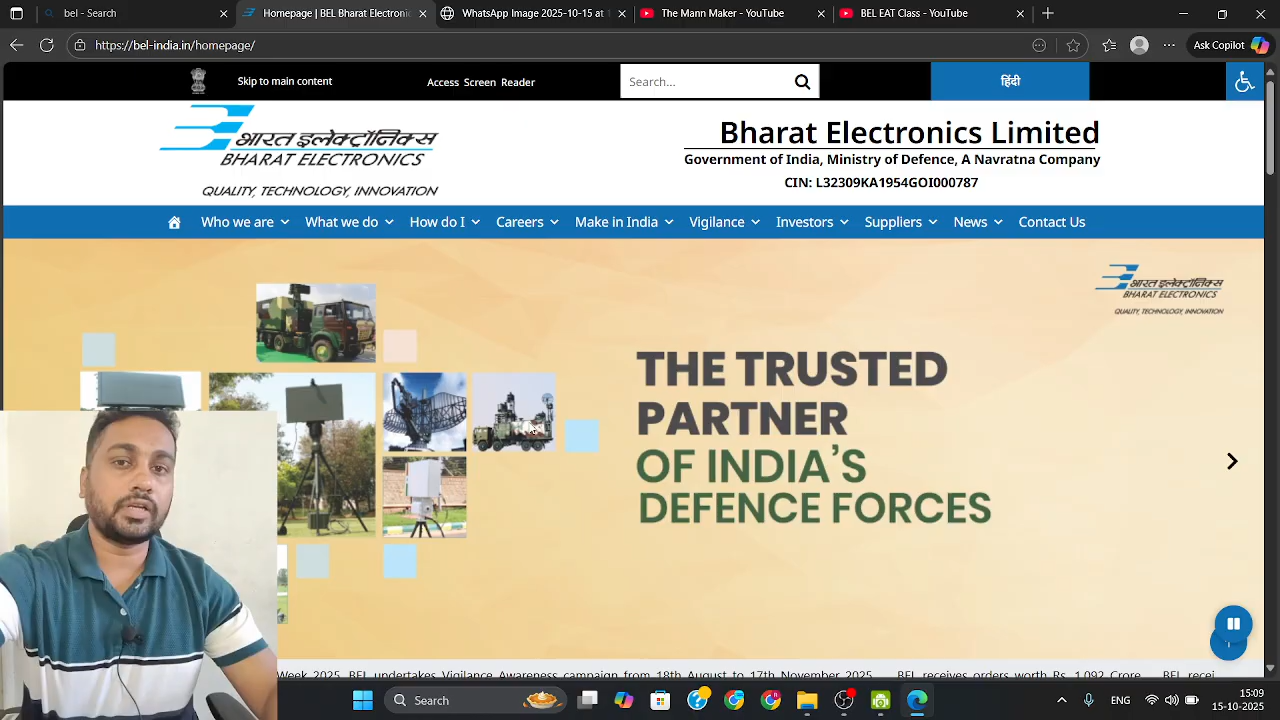 bel - Search
Homepage | BEL Bharat Electronic
WhatsApp Image 2025-10-15 at 1
The Mann Maker - YouTube
BEL EAT Class - YouTube
https://bel-india.in/homepage/
Ask Copilot
Skip to main content
Access Screen Reader
Search...
हिंदी
भारत इलेक्ट्रॉनिक्स
BHARAT ELECTRONICS
QUALITY, TECHNOLOGY, INNOVATION
Bharat Electronics Limited
Government of India, Ministry of Defence, A Navratna Company
CIN: L32309KA1954GOI000787
Who we are
What we do
How do I
Careers
Make in India
Vigilance
Investors
Suppliers
News
Contact Us
भारत इलेक्ट्रॉनिक्स
BHARAT ELECTRONICS
QUALITY, TECHNOLOGY, INNOVATION
THE TRUSTED
PARTNER
OF INDIA'S
DEFENCE FORCES
Week 2025 BEL undertakes Vigilance Awareness campaign from 18th August to 17th November 2025 BEL receives orders worth Rs 1,092 Crore BEL recei
Search
ENG
15:09
15-10-2025